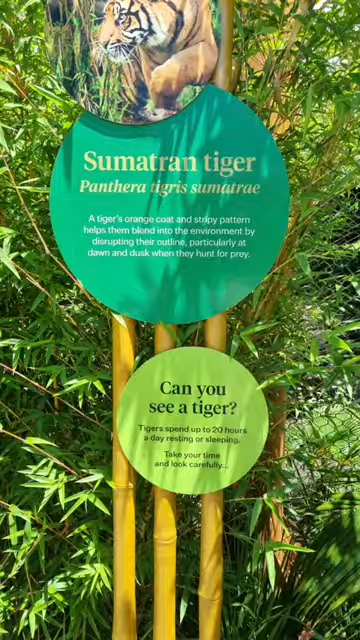 Sumatran tiger
Panthera tigris sumatrae
A tiger's orange coat and stripy pattern
helps them blend into the environment by
disrupting their outline, particularly at
dawn and dusk when they hunt for prey.
Can you
see a tiger?
Tigers spend up to 20 hours
a day resting or sleeping.
Take your time
and look carefully...